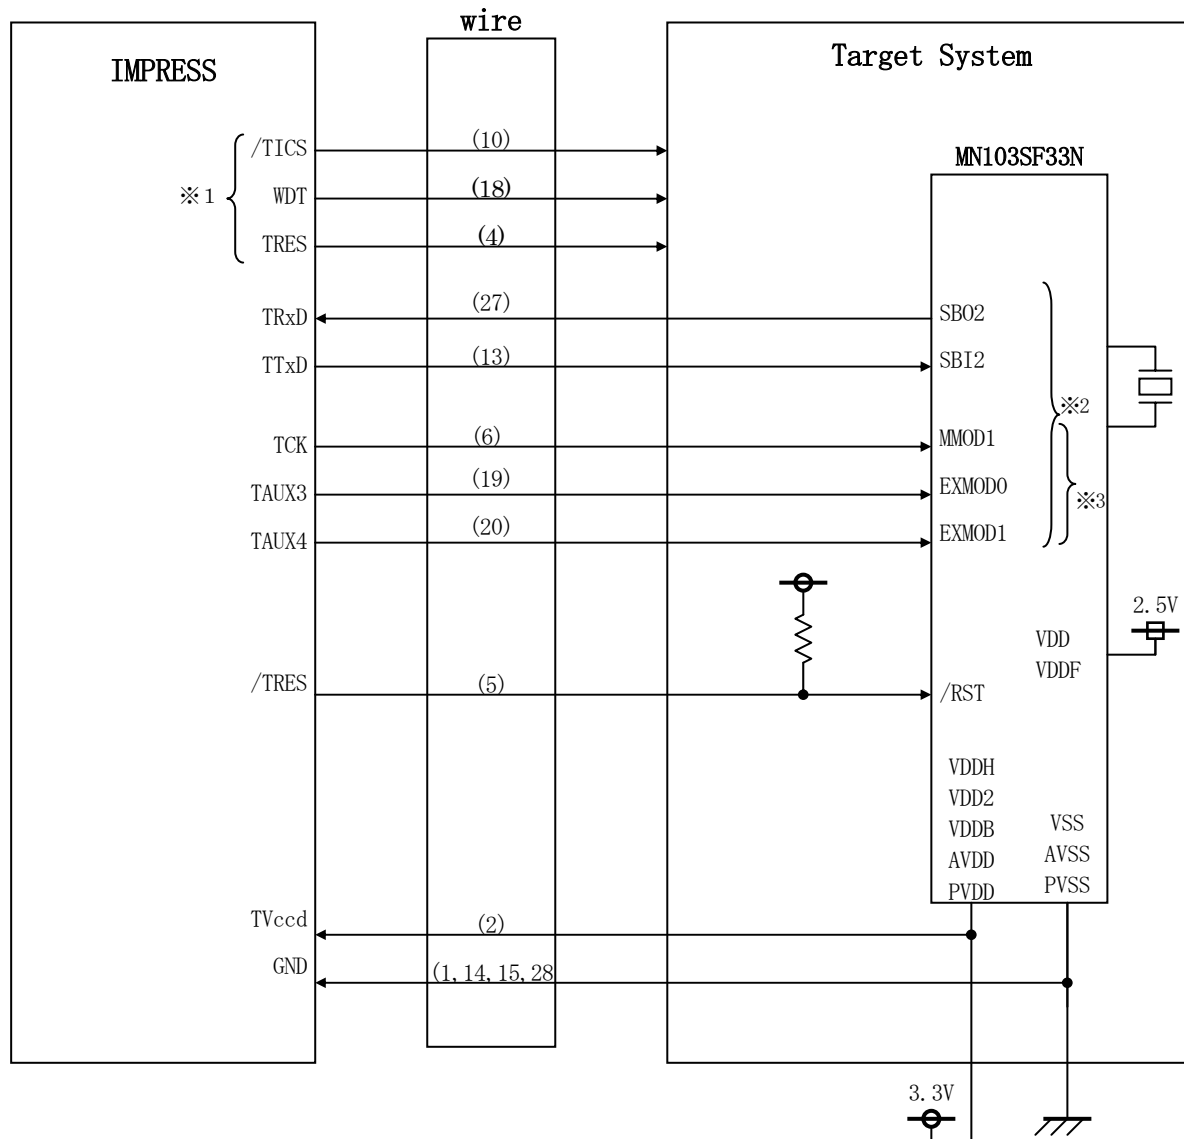 wire
IMPRESS
Target System
MN103SF33N
/TICS (10)
※1 WDT (18)
TRES (4)
TRxD (27) SBO2
TTxD (13) SBI2
※2
TCK (6) MMOD1
TAUX3 (19) EXMOD0
※3
TAUX4 (20) EXMOD1
2.5V
VDD
VDDF
/TRES (5) /RST
VDDH
VDD2
VDDB
AVDD
PVDD
VSS
AVSS
PVSS
TVccd (2)
GND (1,14,15,28
3.3V